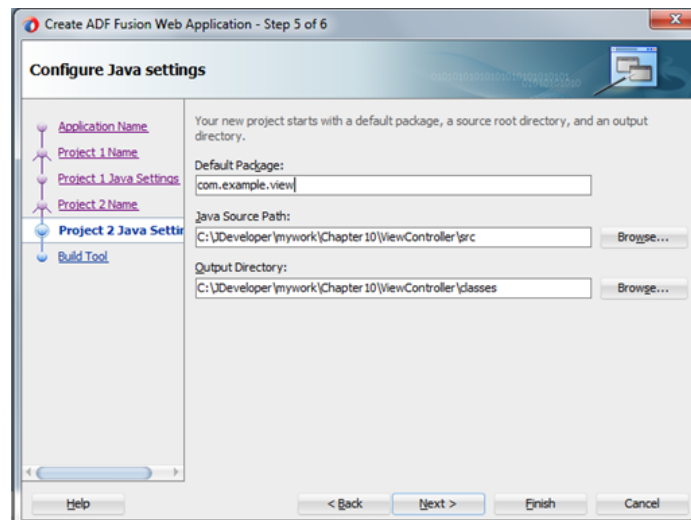 Create ADF Fusion Web Application - Step 5 of 6
Configure Java settings
Application Name
Project 1 Name
Project 1 Java Settings
Project 2 Name
Project 2 Java Settin
Build Tool
Your new project starts with a default package, a source root directory, and an output
directory.
Default Package:
com.example.view
Java Source Path:
C:\JDeveloper\mywork\Chapter10\ViewController\src
Browse...
Output Directory:
C:\JDeveloper\mywork\Chapter10\ViewController\classes
Browse...
Help
< Back
Next >
Finish
Cancel